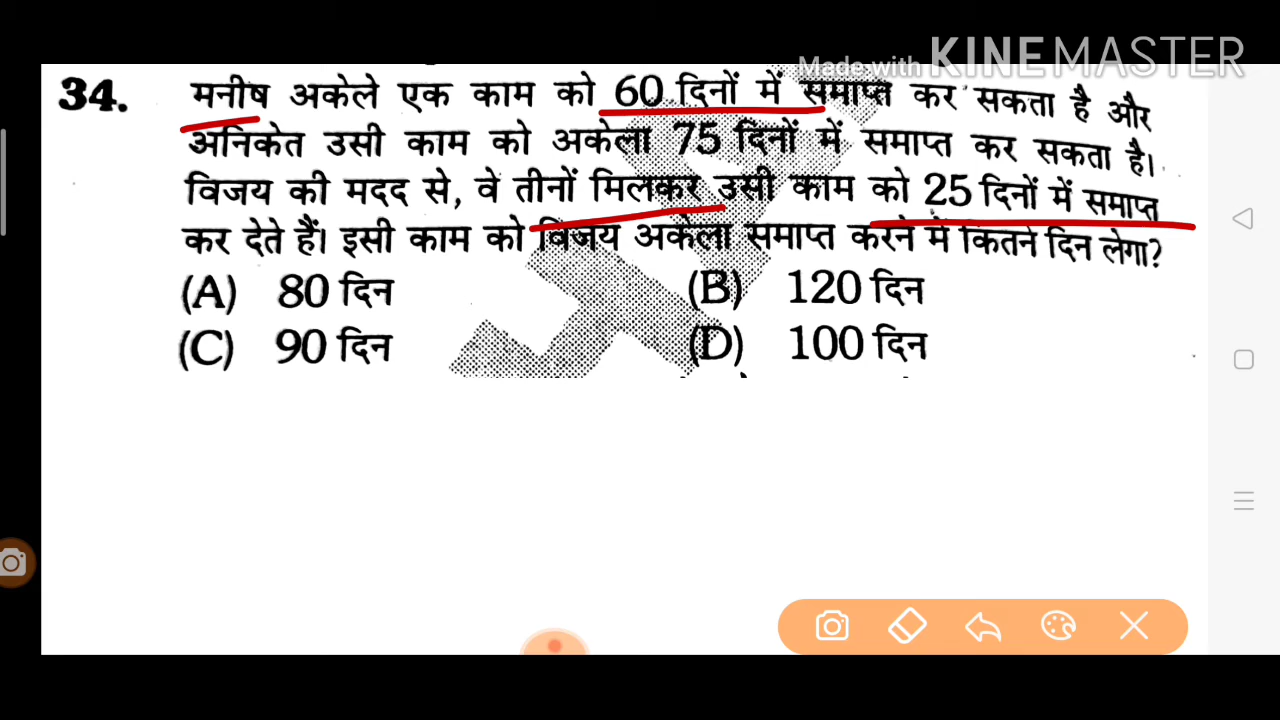 Made with KINEMASTER
34. मनीष अकेले एक काम को 60 दिनों में समाप्त कर सकता है और
अनिकेत उसी काम को अकेला 75 दिनों में समाप्त कर सकता है।
विजय की मदद से, वे तीनों मिलकर उसी काम को 25 दिनों में समाप्त
कर देते हैं। इसी काम को विजय अकेला समाप्त करने में कितने दिन लेगा?
(A) 80 दिन (B) 120 दिन
(C) 90 दिन (D) 100 दिन